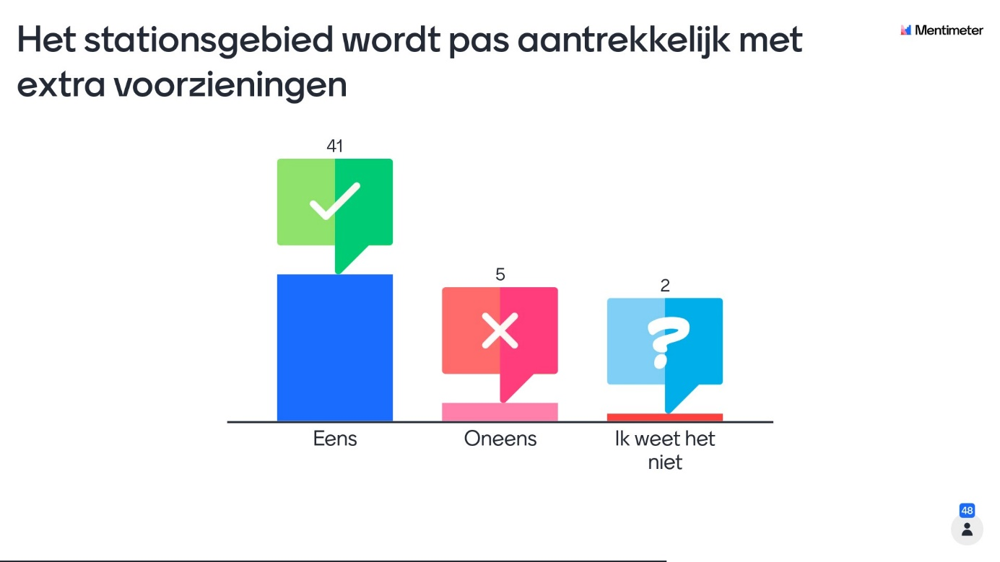 Het stationsgebied wordt pas aantrekkelijk met
extra voorzieningen
Mentimeter
41
5
2
Eens
Oneens
Ik weet het
niet
48